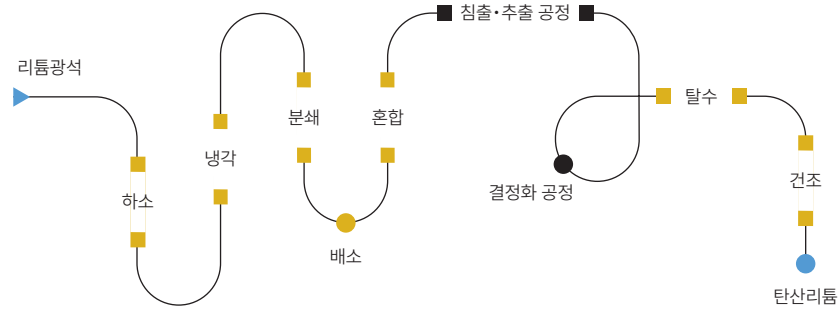 리튬광석
하소
냉각
분쇄
배소
혼합
침출·추출 공정
결정화 공정
탈수
건조
탄산리튬